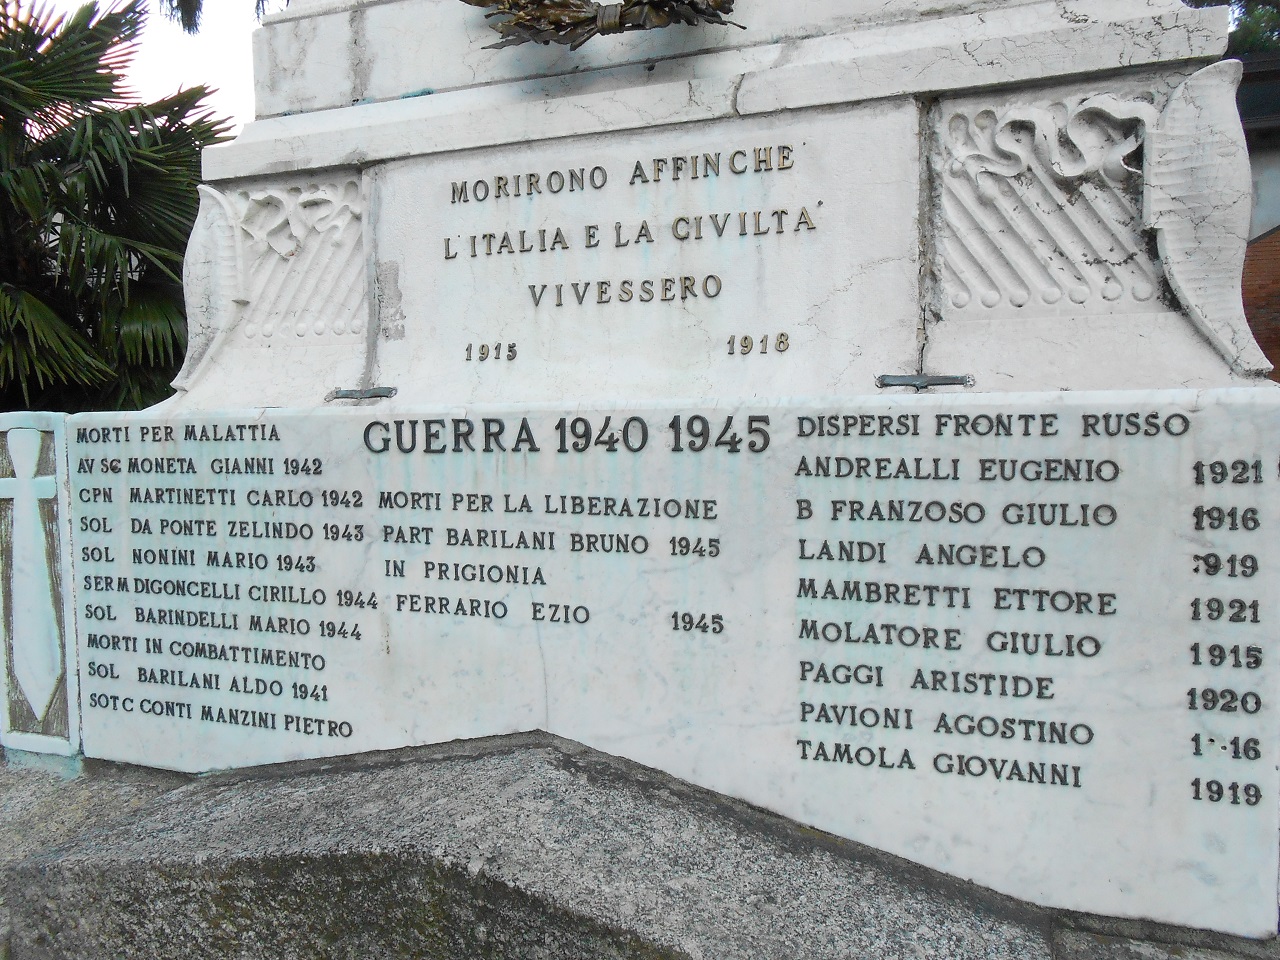 MORIRONO AFFINCHE
L'ITALIA E LA CIVILTA'
VIVESSERO
1915 1918
GUERRA 1940 1945
MORTI PER MALATTIA
AV SC MONETA GIANNI 1942
CPN MARTINETTI CARLO 1942
SOL DA PONTE ZELINDO 1943
SOL NONINI MARIO 1943
SER M DIGONCELLI CIRILLO 1944
SOL BARINDELLI MARIO 1944
MORTI IN COMBATTIMENTO
SOL BARILANI ALDO 1941
SOTC CONTI MANZINI PIETRO
MORTI PER LA LIBERAZIONE
PART BARILANI BRUNO 1945
IN PRIGIONIA
FERRARIO EZIO 1945
DISPERSI FRONTE RUSSO
ANDREALLI EUGENIO 1921
B FRANZOSO GIULIO 1916
LANDI ANGELO 1919
MAMBRETTI ETTORE 1921
MOLATORE GIULIO 1915
PAGGI ARISTIDE 1920
PAVIONI AGOSTINO
TAMOLA GIOVANNI 1919